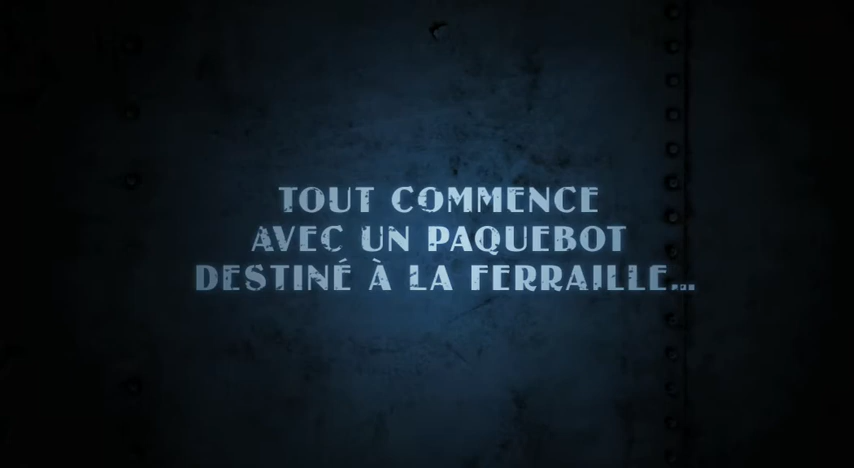 TOUT COMMENCE
AVEC UN PAQUEBOT
DESTINÉ À LA FERRAILLE...